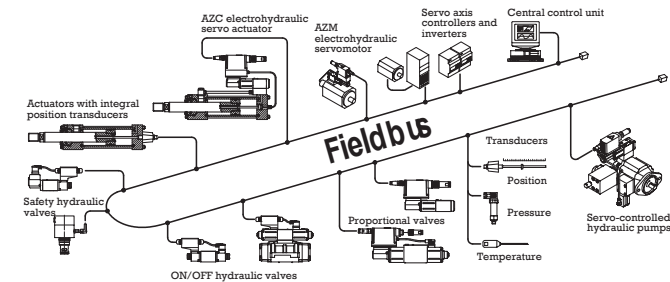 AZC electrohydraulic
servo actuator
AZM
electrohydraulic
servomotor
Servo axis
controllers and
inverters
Central control unit
Actuators with integral
position transducers
Fieldbus
Transducers
Position
Pressure
Temperature
Safety hydraulic
valves
Proportional valves
Servo-controlled
hydraulic pumps
ON/OFF hydraulic valves